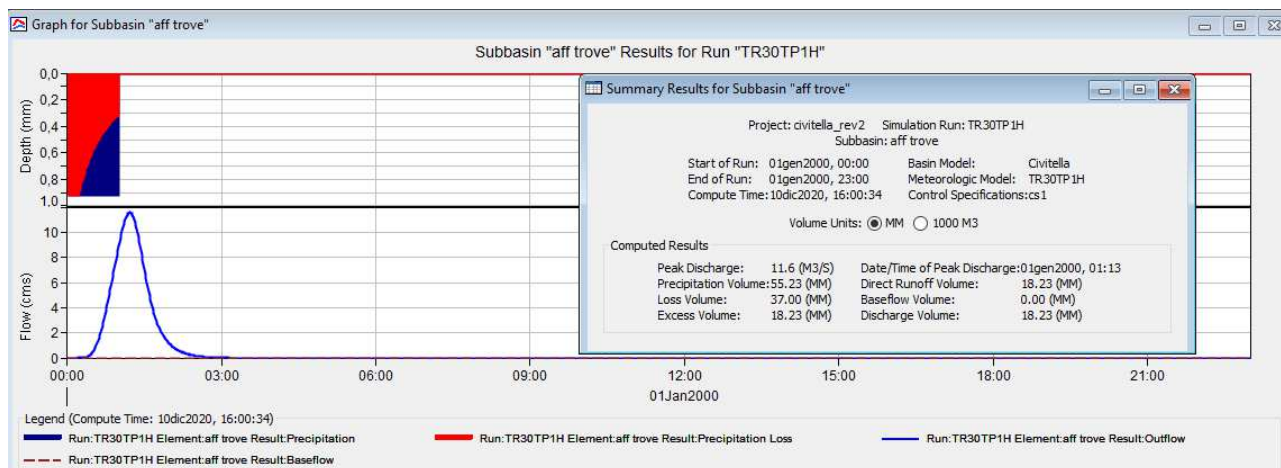 Graph for Subbasin "aff trove"
Subbasin "aff trove" Results for Run "TR30TP1H"
Depth (mm)
0,0
0,2
0,4
0,6
0,8
1,0
Flow (cms)
10
8
6
4
2
0
00:00 03:00 06:00 09:00 12:00 15:00 18:00 21:00
01Jan2000
Summary Results for Subbasin "aff trove"
Project: civitella_rev2 Simulation Run: TR30TP1H
Subbasin: aff trove
Start of Run: 01gen2000, 00:00 Basin Model: Civitella
End of Run: 01gen2000, 23:00 Meteorologic Model: TR30TP1H
Compute Time:10dic2020, 16:00:34 Control Specifications:cs1
Volume Units: MM 1000 M3
Computed Results
Peak Discharge: 11.6 (M3/S) Date/Time of Peak Discharge:01gen2000, 01:13
Precipitation Volume:55.23 (MM) Direct Runoff Volume: 18.23 (MM)
Loss Volume: 37.00 (MM) Baseflow Volume: 0.00 (MM)
Excess Volume: 18.23 (MM) Discharge Volume: 18.23 (MM)
Legend (Compute Time: 10dic2020, 16:00:34)
Run:TR30TP1H Element:aff trove Result:Precipitation Run:TR30TP1H Element:aff trove Result:Precipitation Loss Run:TR30TP1H Element:aff trove Result:Outflow
Run:TR30TP1H Element:aff trove Result:Baseflow